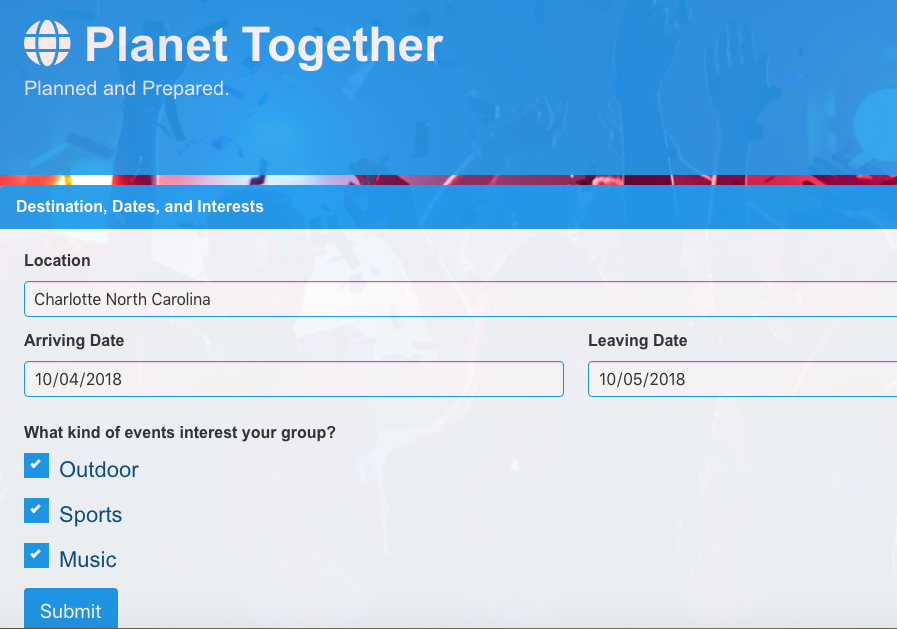 Planet Together
Planned and Prepared.
Destination, Dates, and Interests
Location
Charlotte North Carolina
Arriving Date
Leaving Date
10/04/2018
10/05/2018
What kind of events interest your group?
Outdoor
Sports
Music
Submit